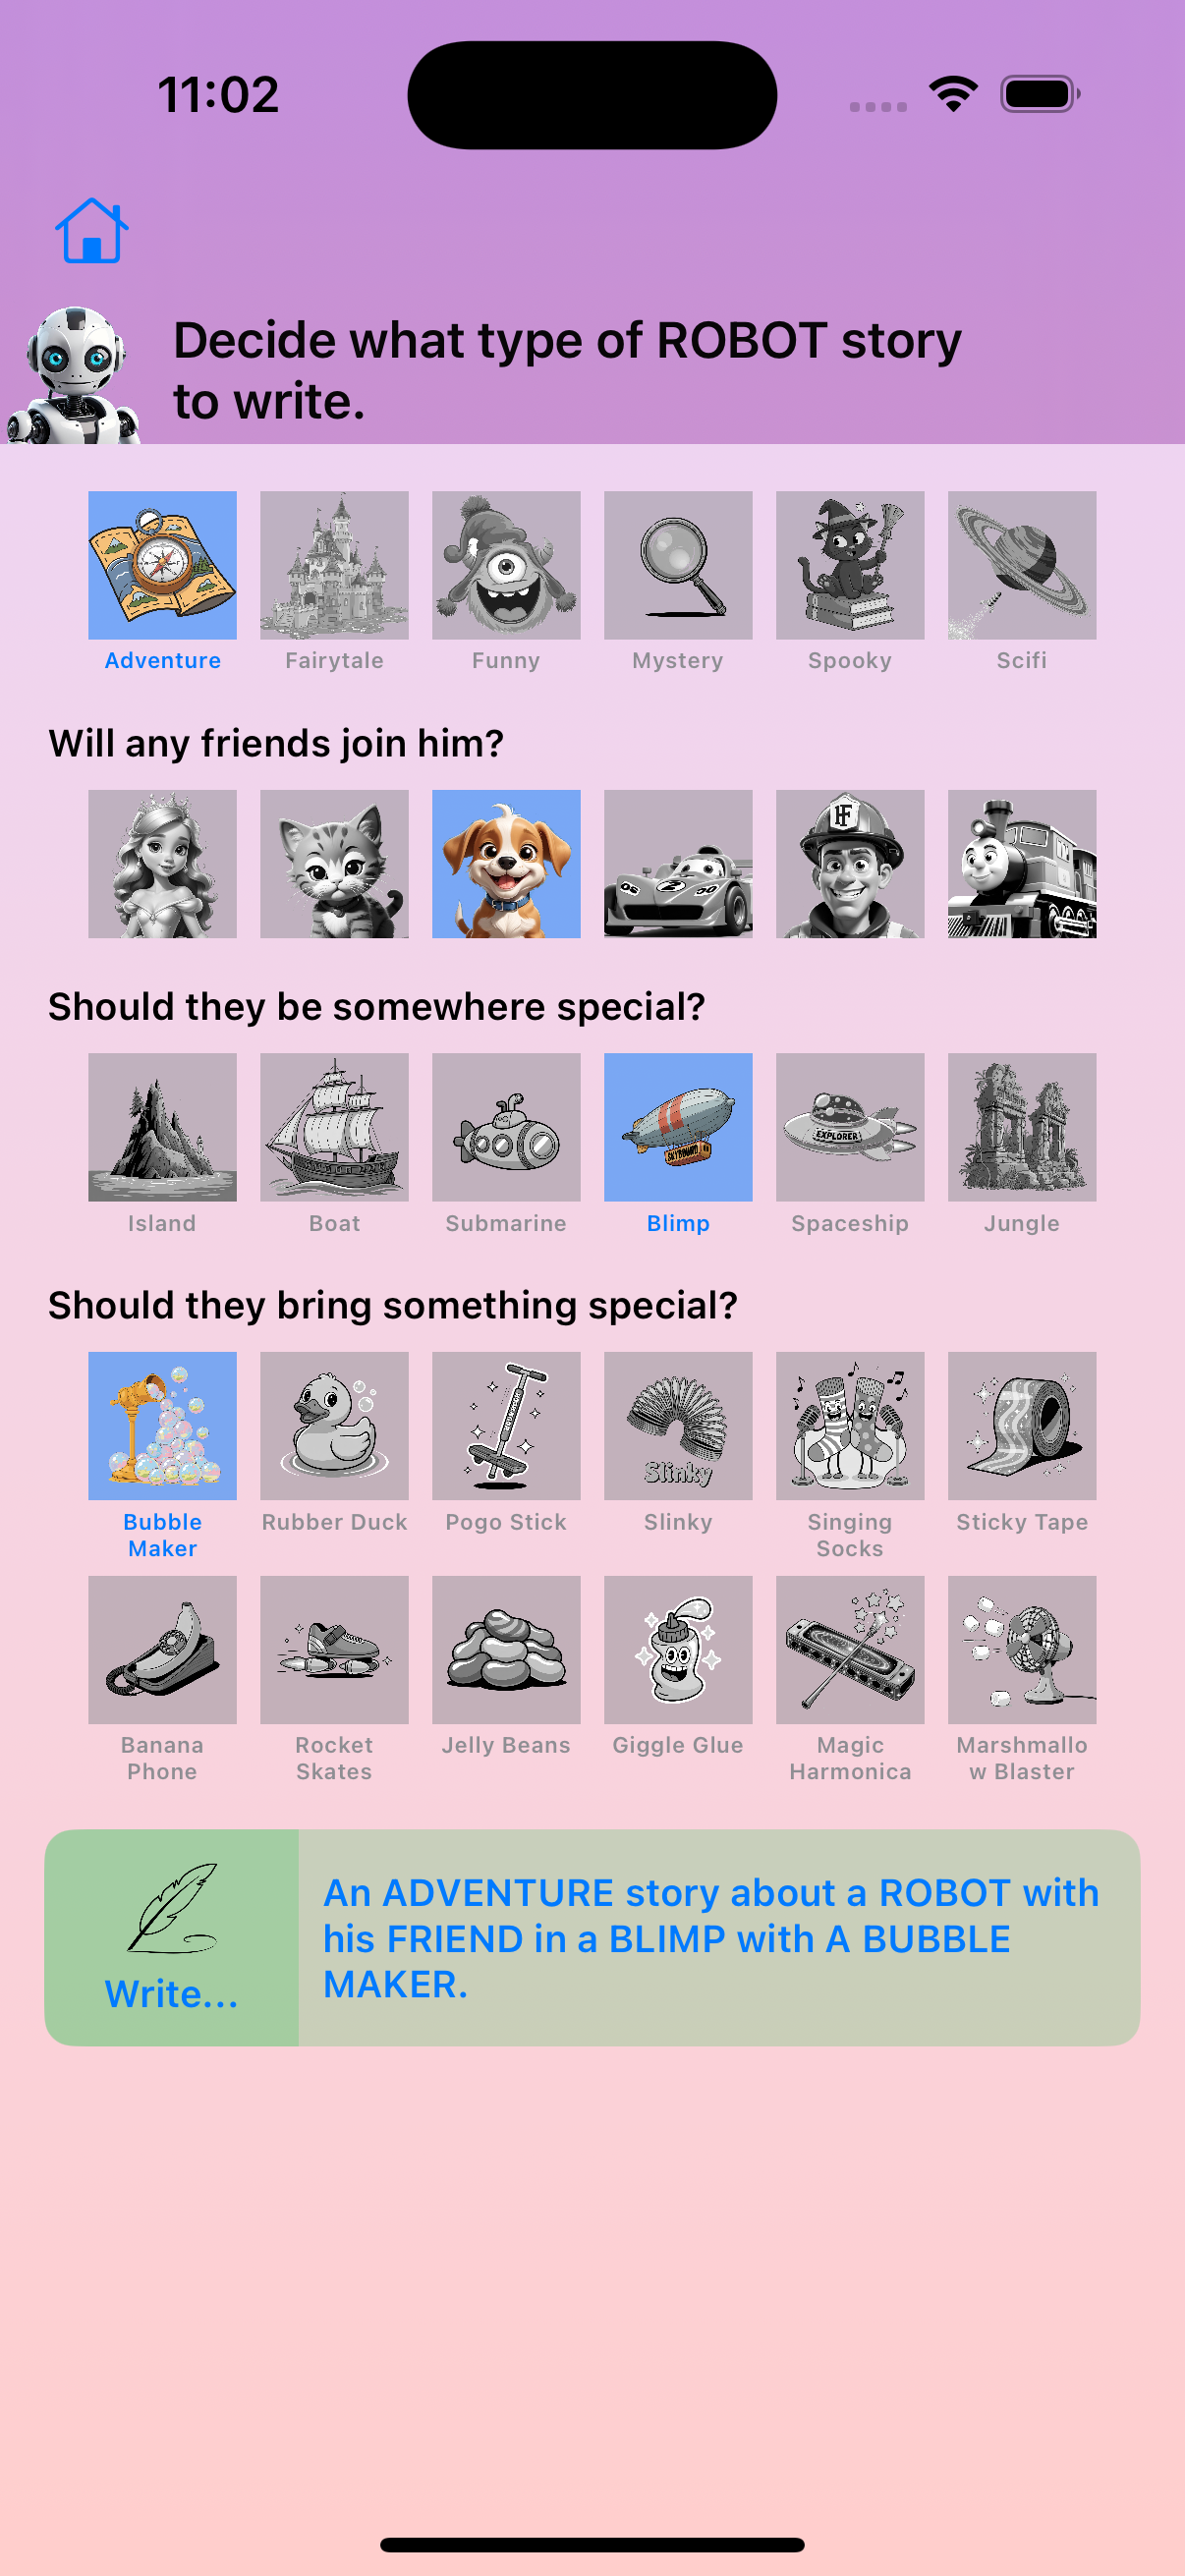 11:02
Decide what type of ROBOT story
to write.
Adventure
Fairytale
Funny
Mystery
Spooky
Scifi
Will any friends join him?
Should they be somewhere special?
EXPLORER
Island
Boat
Submarine
Blimp
Spaceship
Jungle
Should they bring something special?
Slinky
Bubble
Maker
Rubber Duck
Pogo Stick
Slinky
Singing
Socks
Sticky Tape
Banana
Phone
Rocket
Skates
Jelly Beans
Giggle Glue
Magic
Harmonica
Marshmallo
w Blaster
Write...
An ADVENTURE story about a ROBOT with
his FRIEND in a BLIMP with A BUBBLE
MAKER.